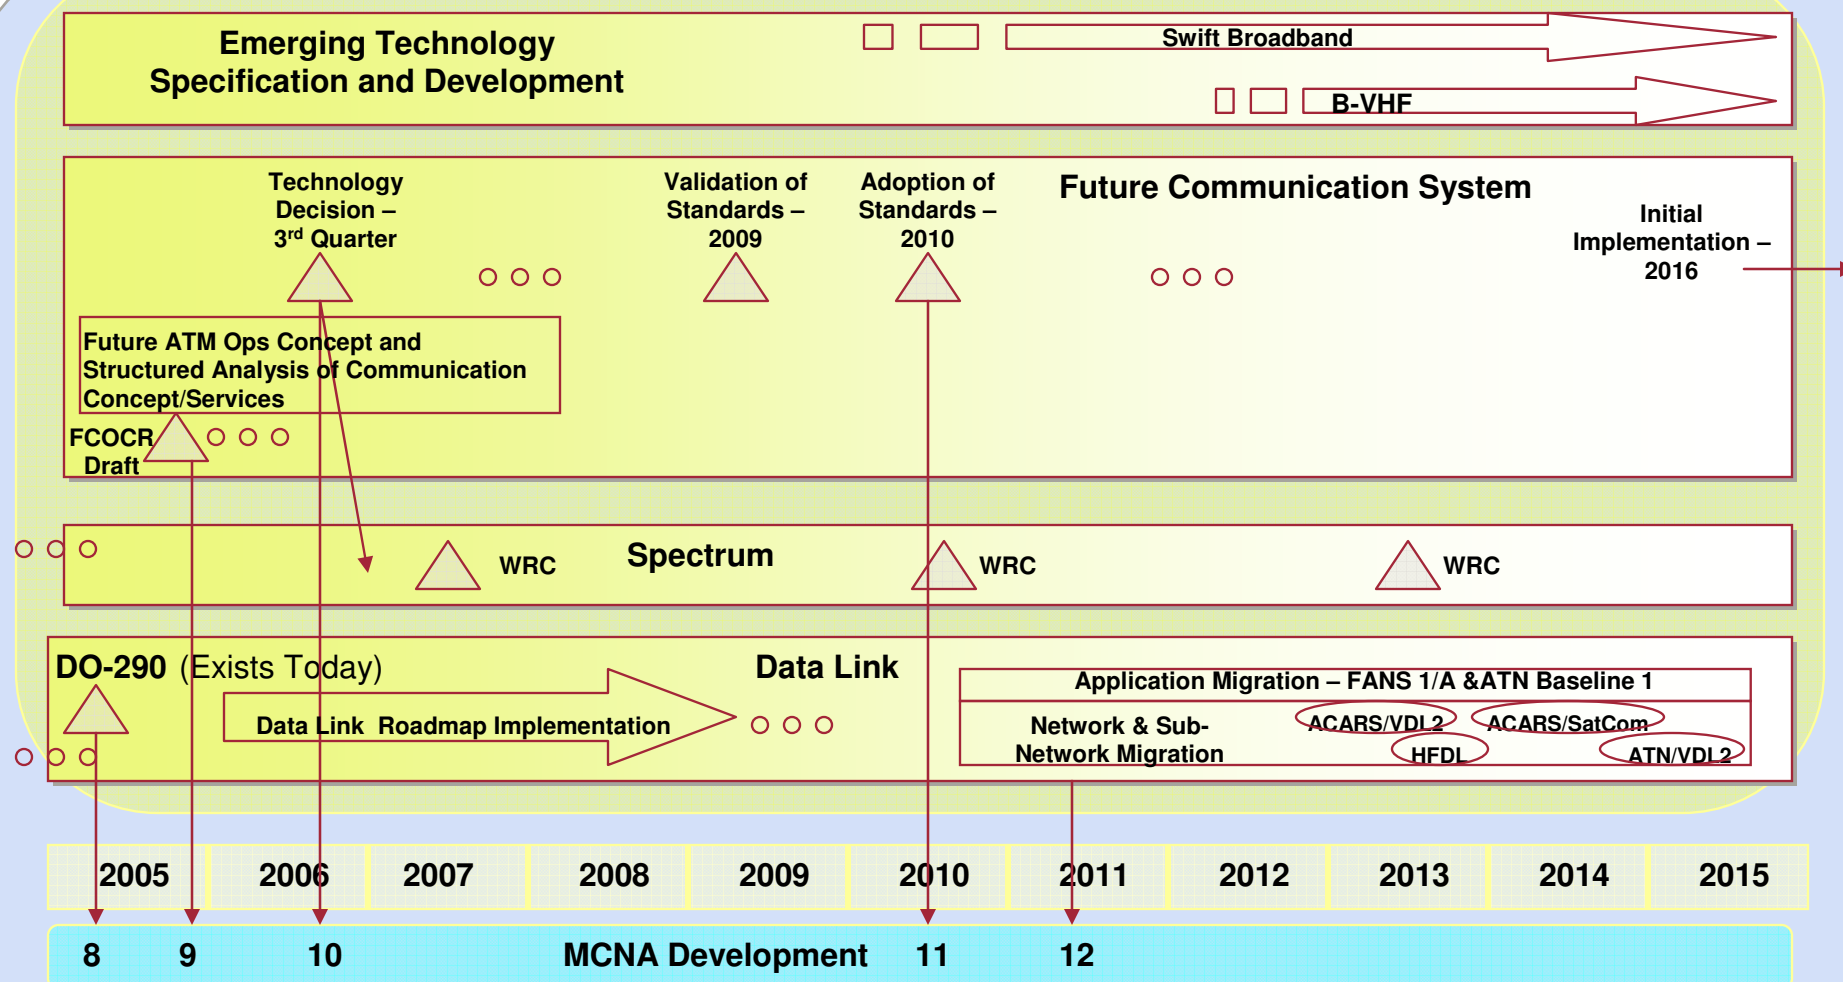 Emerging Technology
Specification and Development
Swift Broadband
B-VHF
Technology
Decision –
3rd Quarter
Validation of
Standards –
2009
Adoption of
Standards –
2010
Future Communication System
Initial
Implementation –
2016
Future ATM Ops Concept and
Structured Analysis of Communication
Concept/Services
FCOCR
Draft
WRC
Spectrum
WRC
WRC
DO-290 (Exists Today)
Data Link
Data Link Roadmap Implementation
Application Migration – FANS 1/A &ATN Baseline 1
Network & Sub-
Network Migration
ACARS/VDL2
ACARS/SatCom
HFDL
ATN/VDL2
2005 2006 2007 2008 2009 2010 2011 2012 2013 2014 2015
8 9 10 MCNA Development 11 12